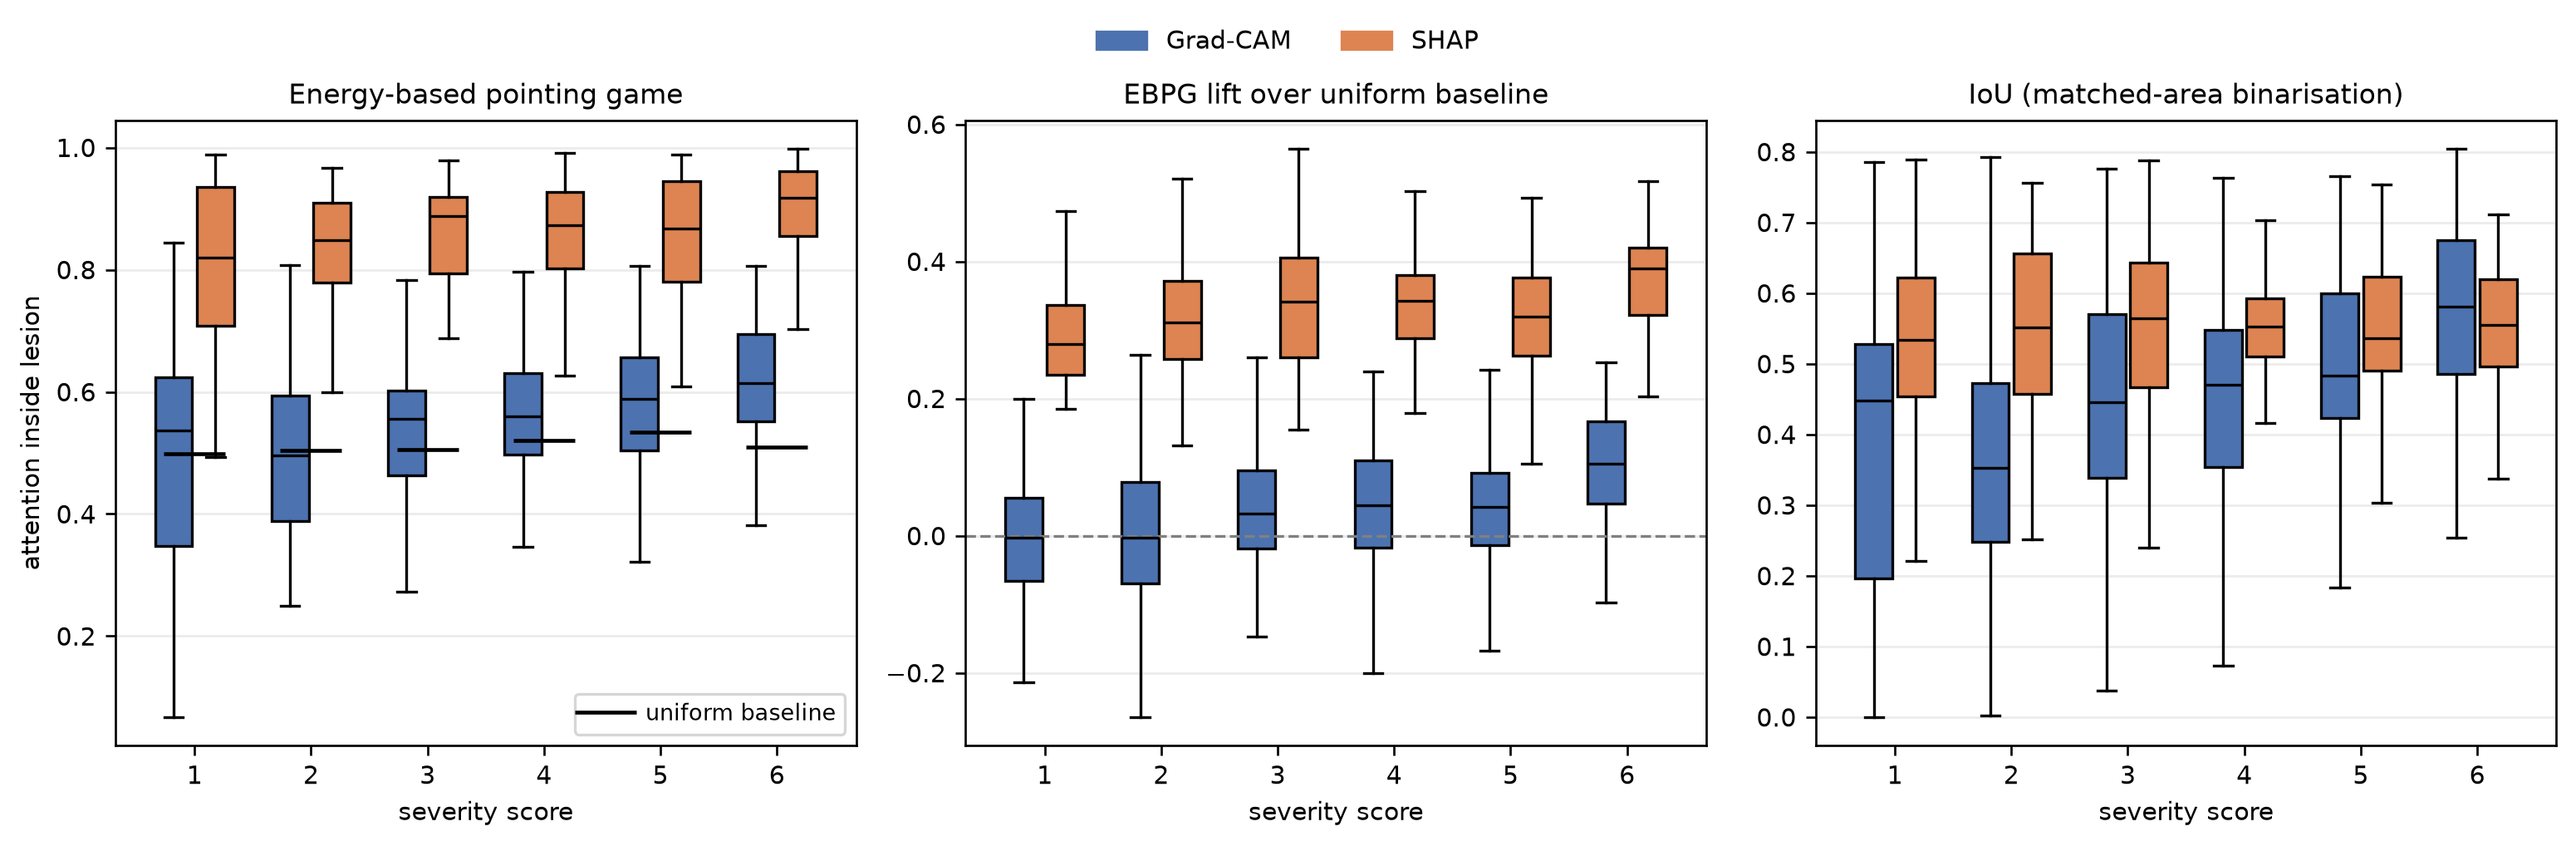 Grad-CAM SHAP
Energy-based pointing game
attention inside lesion
1.0
0.8
0.6
0.4
0.2
uniform baseline
1 2 3 4 5 6
severity score
EBPG lift over uniform baseline
0.6
0.4
0.2
0.0
−0.2
1 2 3 4 5 6
severity score
IoU (matched-area binarisation)
0.8
0.7
0.6
0.5
0.4
0.3
0.2
0.1
0.0
1 2 3 4 5 6
severity score